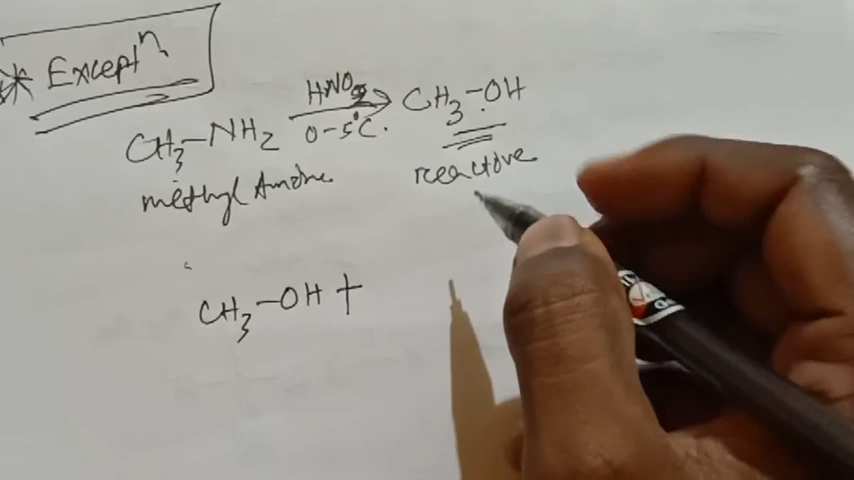 * Exceptⁿ
CH3-NH2 HNO2 0-5°C. CH3-OH
methyl Amine reactive
CH3-OH +